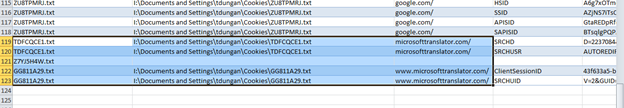 115 ZU8TPMRJ.txt I:\Documents and Settings\tdungan\Cookies\ZU8TPMRJ.txt google.com/ HSID A6g7xOTm
116 ZU8TPMRJ.txt I:\Documents and Settings\tdungan\Cookies\ZU8TPMRJ.txt google.com/ SSID
117 ZU8TPMRJ.txt I:\Documents and Settings\tdungan\Cookies\ZU8TPMRJ.txt google.com/ APISID GtaREDpRf
118 ZU8TPMRJ.txt I:\Documents and Settings\tdungan\Cookies\ZU8TPMRJ.txt google.com/ SAPISID
119 TDFCQCE1.txt I:\Documents and Settings\tdungan\Cookies\TDFCQCE1.txt microsofttranslator.com/ SRCHD D=2237084
120 TDFCQCE1.txt I:\Documents and Settings\tdungan\Cookies\TDFCQCE1.txt microsofttranslator.com/ SRCHUSR AUTOREDIF
121 Z7YJ5H4W.txt
122 GG811A29.txt I:\Documents and Settings\tdungan\Cookies\GG811A29.txt www.microsofttranslator.com/ ClientSessionID 43f633a5-b
123 GG811A29.txt I:\Documents and Settings\tdungan\Cookies\GG811A29.txt www.microsofttranslator.com/ SRCHUID V=2&GUID=
124
125